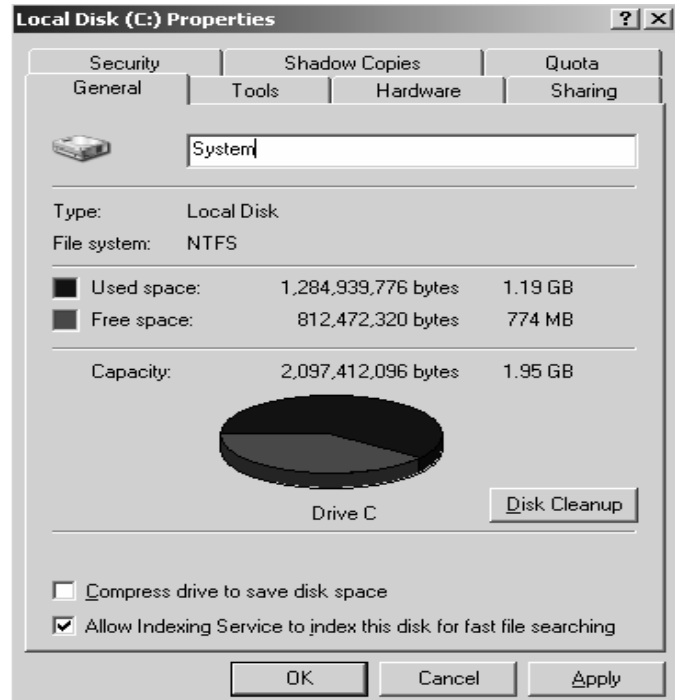 Local Disk (C:) Properties ? ×
Security Shadow Copies Quota
General Tools Hardware Sharing
System
Type: Local Disk
File system: NTFS
Used space: 1,284,939,776 bytes 1.19 GB
Free space: 812,472,320 bytes 774 MB
Capacity: 2,097,412,096 bytes 1.95 GB
Drive C
Disk Cleanup
Compress drive to save disk space
Allow Indexing Service to index this disk for fast file searching
OK Cancel Apply